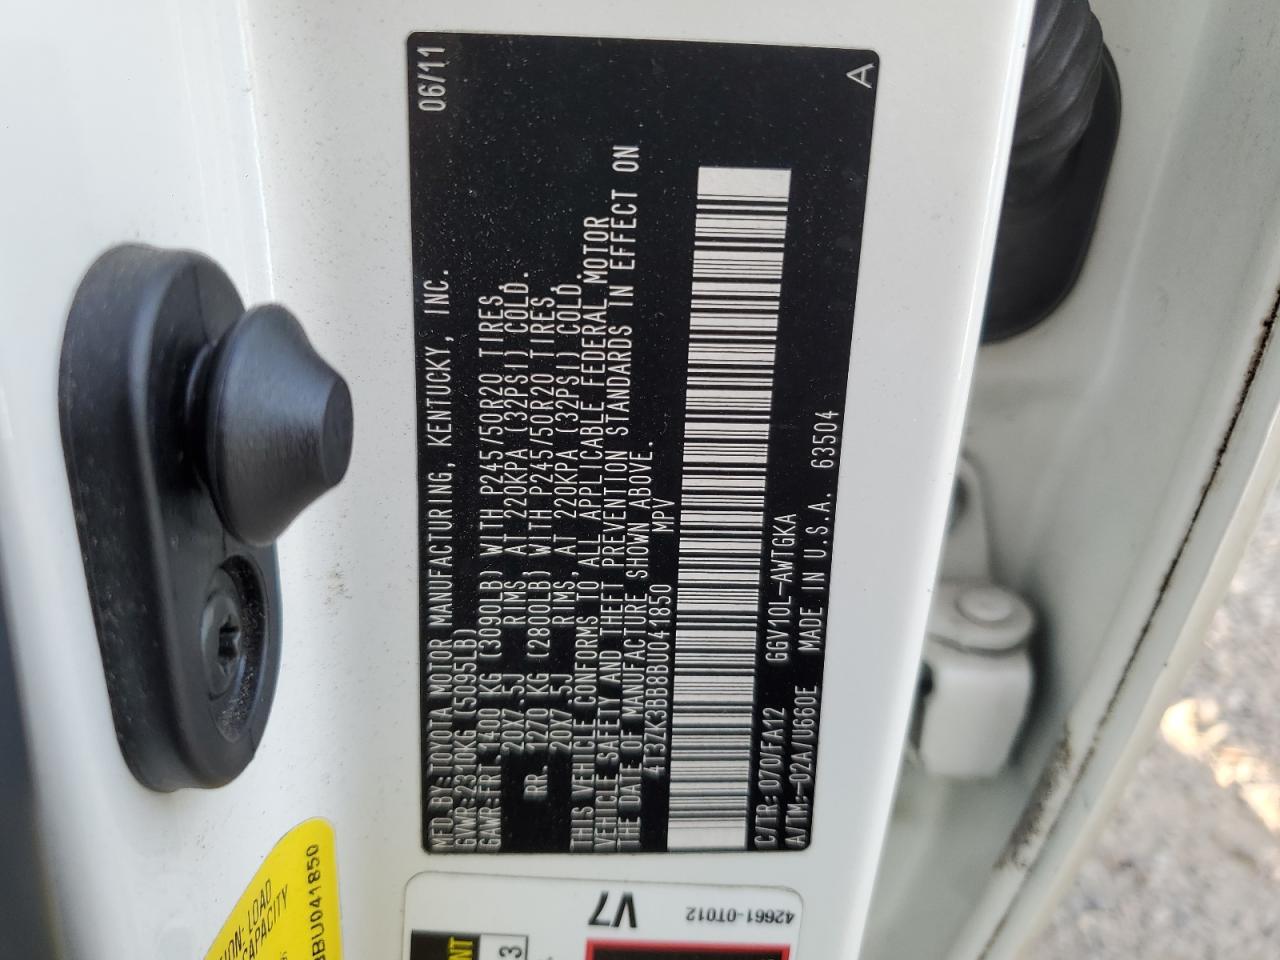 MFD. BY: TOYOTA MOTOR MANUFACTURING, KENTUCKY, INC. 06/11
GVWR: 2310KG (5095LB)
GAWR: FR. 1400 KG (3090LB) WITH P245/50R20 TIRES,
20X7.5J RIMS, AT 220KPA (32PSI) COLD.
RR. 1270 KG (2800LB) WITH P245/50R20 TIRES,
20X7.5J RIMS, AT 220KPA (32PSI) COLD.
THIS VEHICLE CONFORMS TO ALL APPLICABLE FEDERAL MOTOR
VEHICLE SAFETY AND THEFT PREVENTION STANDARDS IN EFFECT ON
THE DATE OF MANUFACTURE SHOWN ABOVE.
4T3ZK3BB8BU041850 MPV
C/TR: 070/FA12 GGV10L-AWTGKA A
A/TM: -02A/U660E MADE IN U.S.A. 63504
LOAD
CAPACITY
BU041850
V7
42661-0T012
3